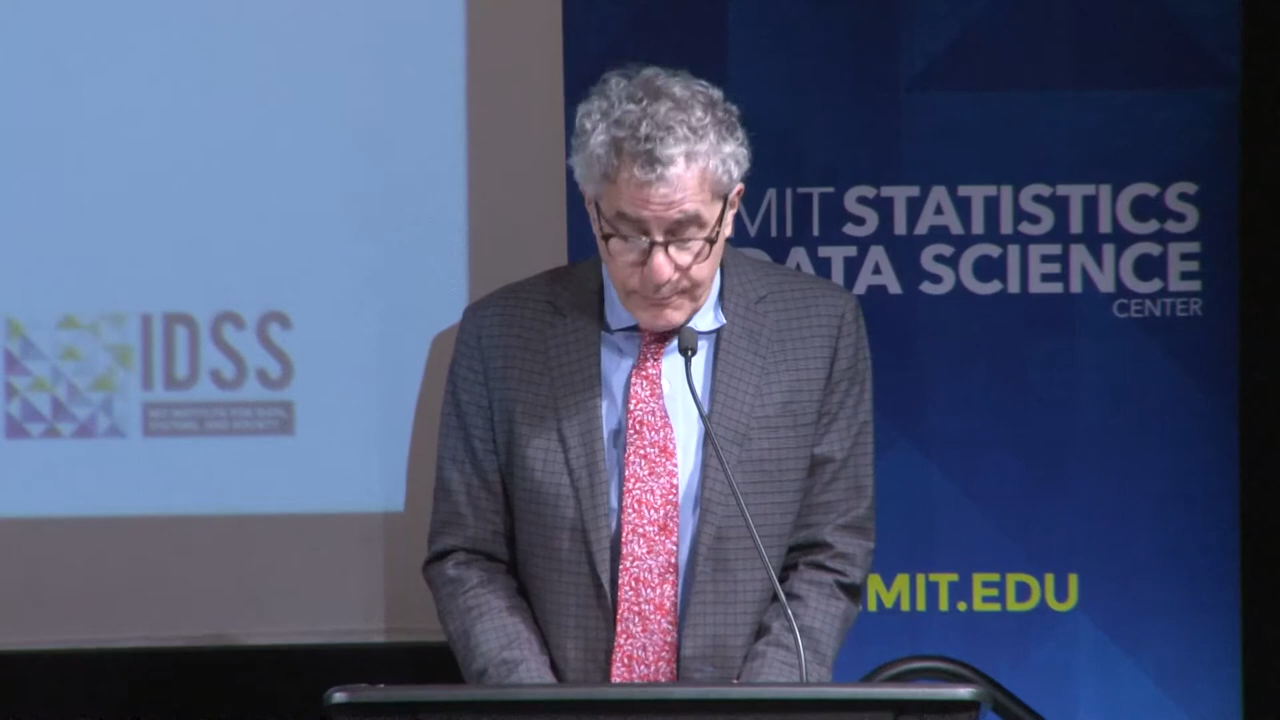 IDSS
MIT STATISTICS
DATA SCIENCE
CENTER
MIT.EDU